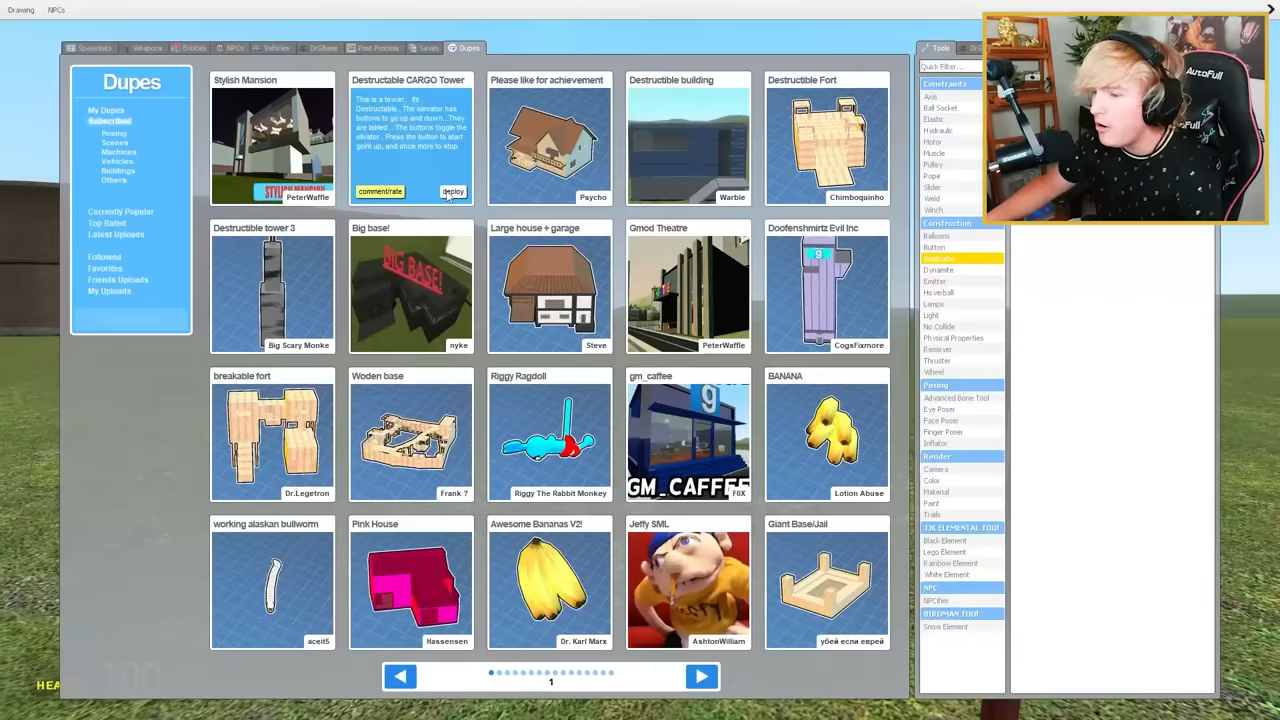 Drawing NPCs
Spawnlists Weapons Entities NPCs Vehicles DrGBase Post Process Saves Dupes
Dupes
My Dupes
Subscribed
Posing
Scenes
Machines
Vehicles
Buildings
Others
Currently Popular
Top Rated
Latest Uploads
Followed
Favorites
Friends Uploads
My Uploads
Stylish Mansion
STYLISH MANSION
PeterWaffle
Destructable CARGO Tower
This is a tower... its
Destructable... The elevator has
buttons to go up and down... They
are labled... The buttons toggle the
elivator.. Press the button to start
goint up, and once more to stop.
comment/rate deploy
Please like for achievement
Psycho
Destructible building
Warble
Destructible Fort
Chimboquinho
Destructible tower 3
Big Scary Monke
Big base!
BIG BASE!
nyke
Large house + garage
Steve
Gmod Theatre
PeterWaffle
Doofenshmirtz Evil Inc
g
CogsFixmore
breakable fort
Dr.Legetron
Woden base
Frank ?
Riggy Ragdoll
Riggy The Rabbit Monkey
gm_caffee
g
GM_CAFFEE
F0X
BANANA
Lotion Abuse
working alaskan bullworm
aceit5
Pink House
Hassensen
Awesome Bananas V2!
Dr. Karl Marx
Jeffy SML
AshtonWilliam
Giant Base/Jail
убей если еврей
1
Tools
Quick Filter...
Constraints
Axis
Ball Socket
Elastic
Hydraulic
Motor
Muscle
Pulley
Rope
Slider
Weld
Winch
Construction
Balloons
Button
Duplicator
Dynamite
Emitter
Hoverball
Lamps
Light
No Collide
Physical Properties
Remover
Thruster
Wheel
Posing
Advanced Bone Tool
Eye Poser
Face Poser
Finger Poser
Inflator
Render
Camera
Color
Material
Paint
Trails
JJK ELEMENTAL TOOL
Black Element
Lego Element
Rainbow Element
White Element
NPC
NPCifier
BIRDMAN TOOL
Snow Element
AutoFull
100